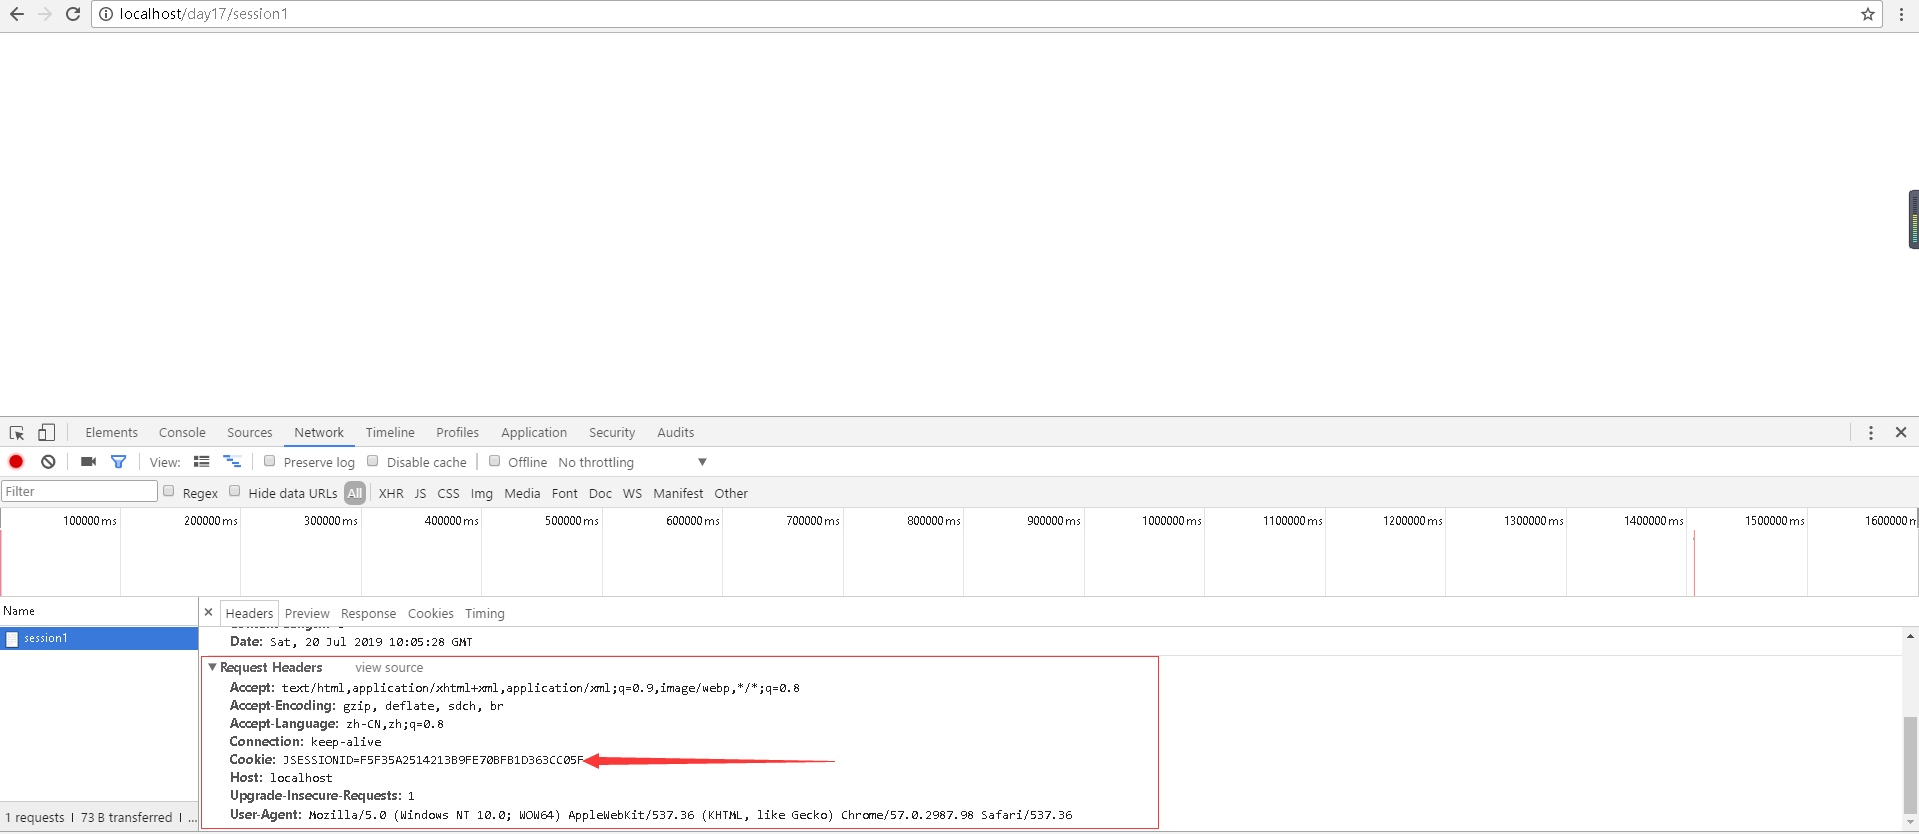 localhost/day17/session1
Elements Console Sources Network Timeline Profiles Application Security Audits
View: Preserve log Disable cache Offline No throttling
Filter Regex Hide data URLs All XHR JS CSS Img Media Font Doc WS Manifest Other
100000 ms 200000 ms 300000 ms 400000 ms 500000 ms 600000 ms 700000 ms 800000 ms 900000 ms 1000000 ms 1100000 ms 1200000 ms 1300000 ms 1400000 ms 1500000 ms 1600000
Name
Headers Preview Response Cookies Timing
session1
Date: Sat, 20 Jul 2019 10:05:28 GMT
Request Headers view source
Accept: text/html,application/xhtml+xml,application/xml;q=0.9,image/webp,*/*;q=0.8
Accept-Encoding: gzip, deflate, sdch, br
Accept-Language: zh-CN,zh;q=0.8
Connection: keep-alive
Cookie: JSESSIONID=F5F35A2514213B9FE70BFB1D363CC05F
Host: localhost
Upgrade-Insecure-Requests: 1
User-Agent: Mozilla/5.0 (Windows NT 10.0; WOW64) AppleWebKit/537.36 (KHTML, like Gecko) Chrome/57.0.2987.98 Safari/537.36
1 requests | 73 B transferred | ...